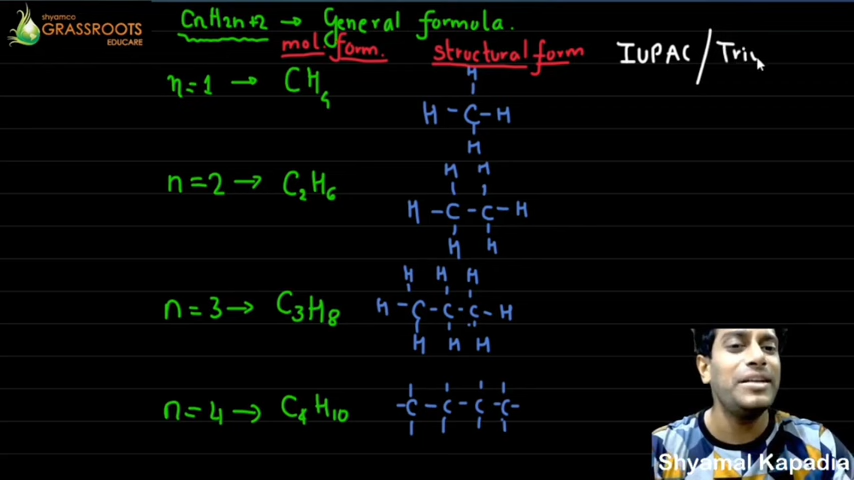 shyamco
GRASSROOTS
EDUCARE
CnH2n+2 → General formula.
mol. form. structural form IUPAC / Triv
n=1 → CH4
H
H - C - H
H
n=2 → C2H6
H H
H - C - C - H
H H
n=3 → C3H8
H H H
H - C - C - C - H
H H H
n=4 → C4H10
- C - C - C - C -
Shyamal Kapadia